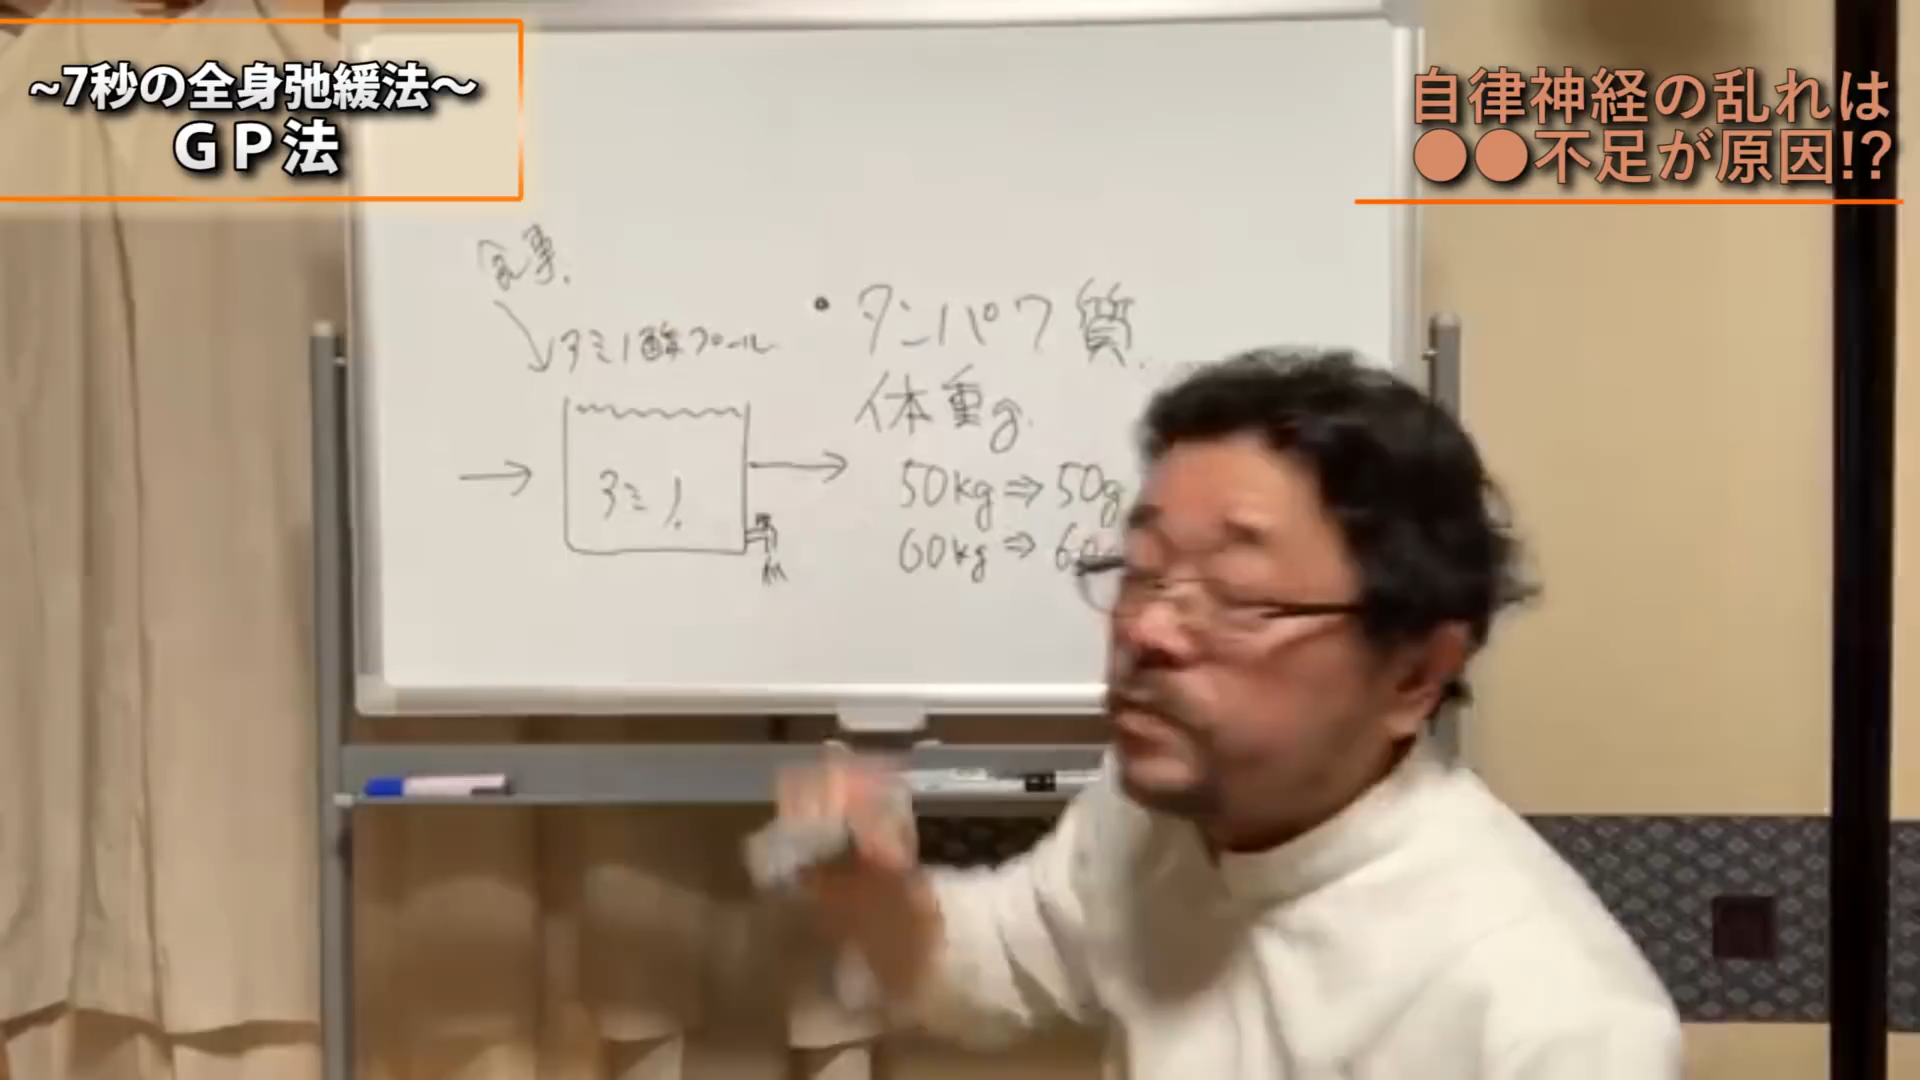 ~7秒の全身弛緩法～
ＧＰ法
自律神経の乱れは
●●不足が原因!?
食事.
アミノ酸プール
アミノ.
・タンパク質.
体重g.
50kg⇒50g
60kg⇒60g